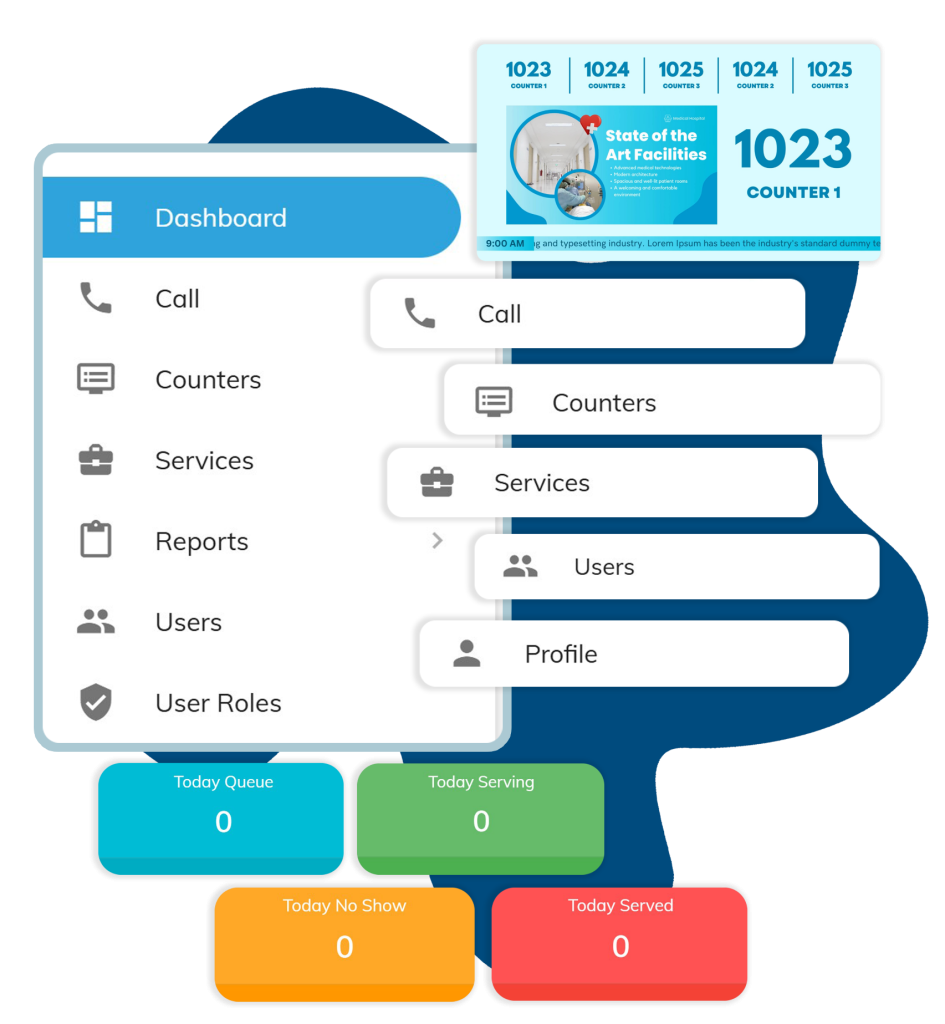 1023 1024 1025 1024 1025
COUNTER 1 COUNTER 2 COUNTER 3 COUNTER 2 COUNTER 3
Medical Hospital
State of the
Art Facilities
• Advanced medical technologies
• Modern architecture
• Spacious and well lit patient rooms
• A welcoming and comfortable
environment
1023
COUNTER 1
9:00 AM g and typesetting industry. Lorem Ipsum has been the industry's standard dummy te
Dashboard
Call
Counters
Services
Reports
Users
User Roles
Call
Counters
Services
Users
Profile
Today Queue
0
Today Serving
0
Today No Show
0
Today Served
0